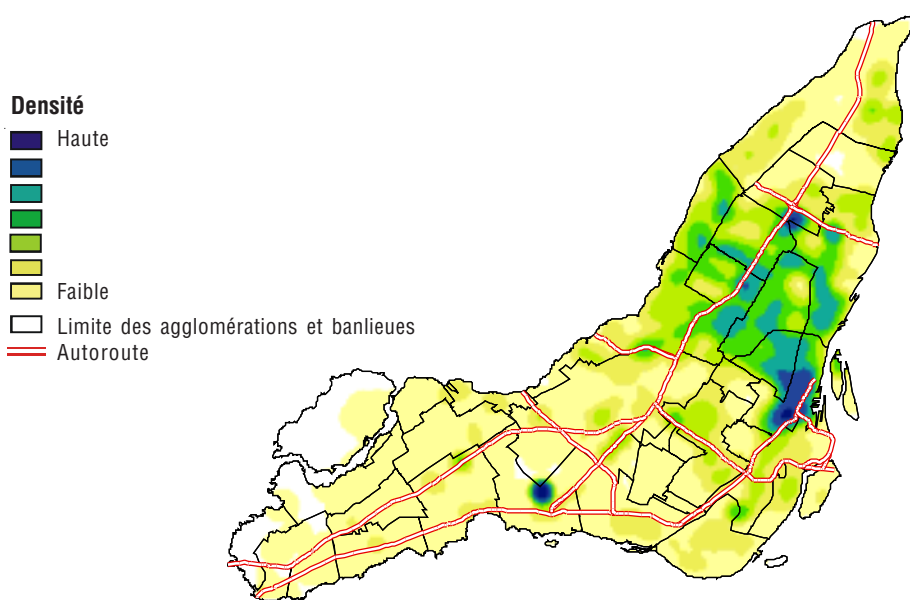 Densité
Haute
Faible
Limite des agglomérations et banlieues
Autoroute